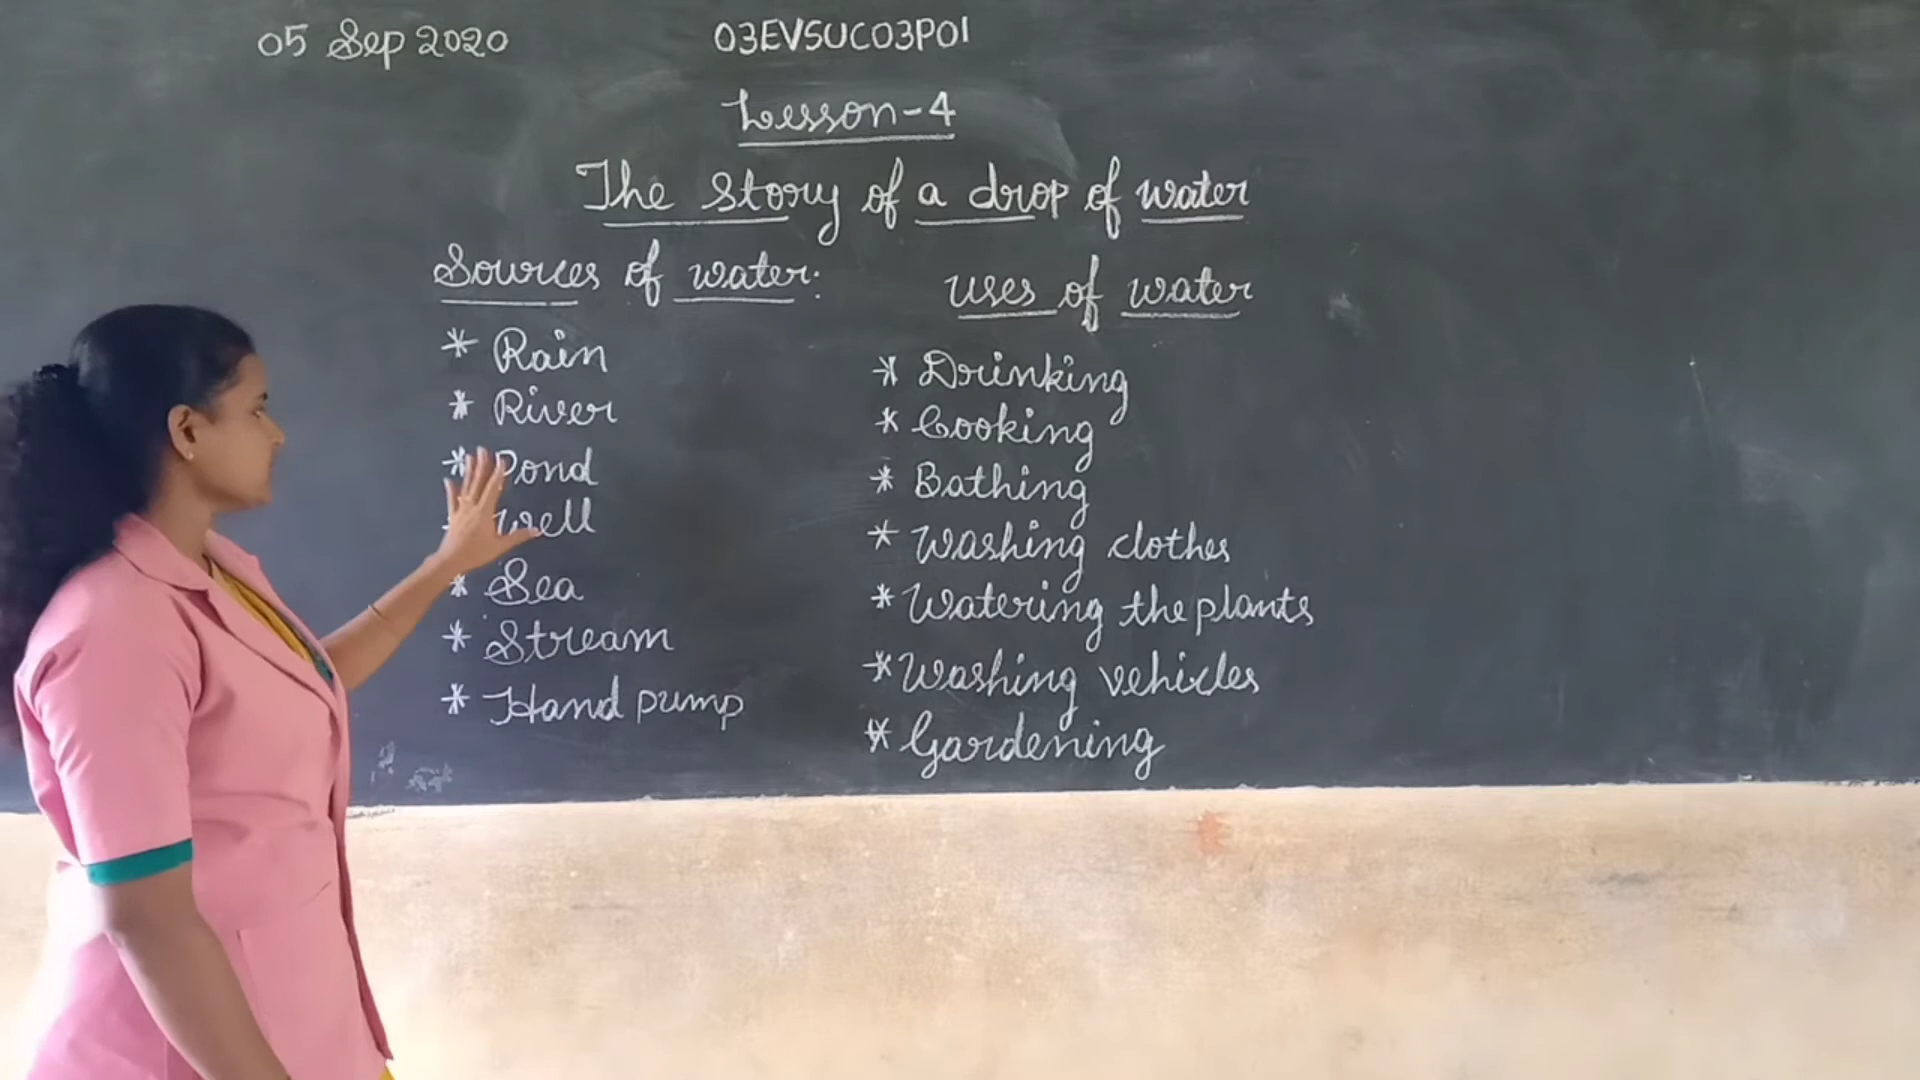 05 Sep 2020
03EVSUC03P01
Lesson-4
The story of a drop of water
Sources of water:
* Rain
* River
* Pond
* well
* Sea
* Stream
* Hand pump
uses of water
* Drinking
* Cooking
* Bathing
* Washing clothes
* Watering the plants
* Washing vehicles
* Gardening